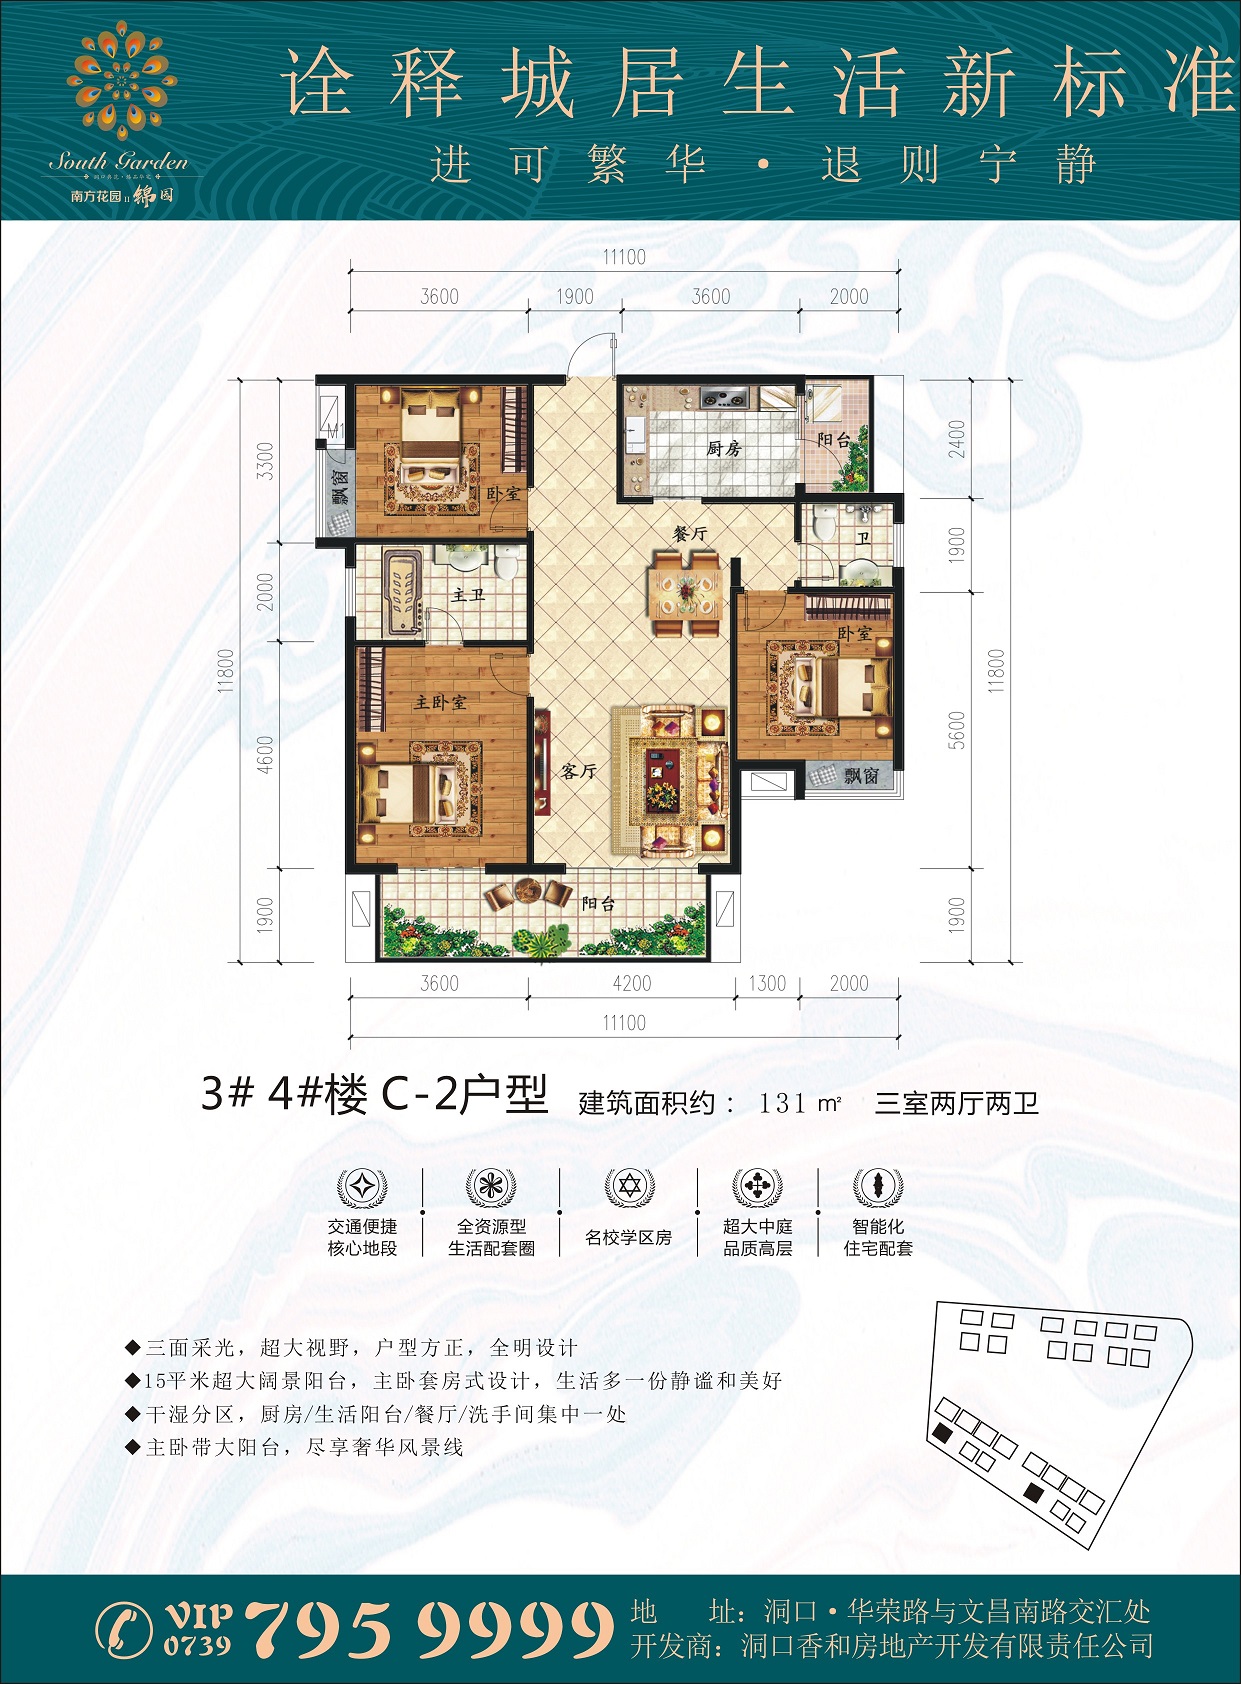 South Garden
南方花园 II 锦园
诠释城居生活新标准
进可繁华·退则宁静
11100
3600 1900 3600 2000
3300
2000
4600
1900
11800
2400
1900
5600
1900
11800
M1
飘窗
卧室
厨房
阳台
餐厅
卫
主卫
卧室
主卧室
客厅
飘窗
阳台
3600 4200 1300 2000
11100
3# 4#楼 C-2户型 建筑面积约：131㎡ 三室两厅两卫
交通便捷
核心地段
全资源型
生活配套圈
名校学区房
超大中庭
品质高层
智能化
住宅配套
◆三面采光，超大视野，户型方正，全明设计
◆15平米超大阔景阳台，主卧套房式设计，生活多一份静谧和美好
◆干湿分区，厨房/生活阳台/餐厅/洗手间集中一处
◆主卧带大阳台，尽享奢华风景线
VIP
0739
795 9999
地 址：洞口·华荣路与文昌南路交汇处
开发商：洞口香和房地产开发有限责任公司